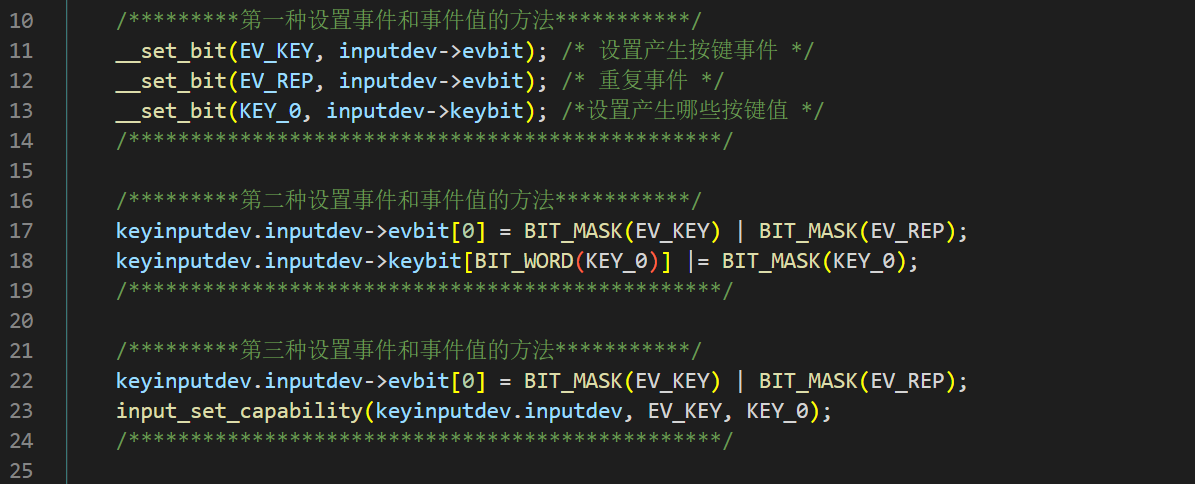 10 /*********第一种设置事件和事件值的方法***********/
11 __set_bit(EV_KEY, inputdev->evbit); /* 设置产生按键事件 */
12 __set_bit(EV_REP, inputdev->evbit); /* 重复事件 */
13 __set_bit(KEY_0, inputdev->keybit); /*设置产生哪些按键值 */
14 /************************************************/
15
16 /*********第二种设置事件和事件值的方法***********/
17 keyinputdev.inputdev->evbit[0] = BIT_MASK(EV_KEY) | BIT_MASK(EV_REP);
18 keyinputdev.inputdev->keybit[BIT_WORD(KEY_0)] |= BIT_MASK(KEY_0);
19 /************************************************/
20
21 /*********第三种设置事件和事件值的方法***********/
22 keyinputdev.inputdev->evbit[0] = BIT_MASK(EV_KEY) | BIT_MASK(EV_REP);
23 input_set_capability(keyinputdev.inputdev, EV_KEY, KEY_0);
24 /************************************************/
25